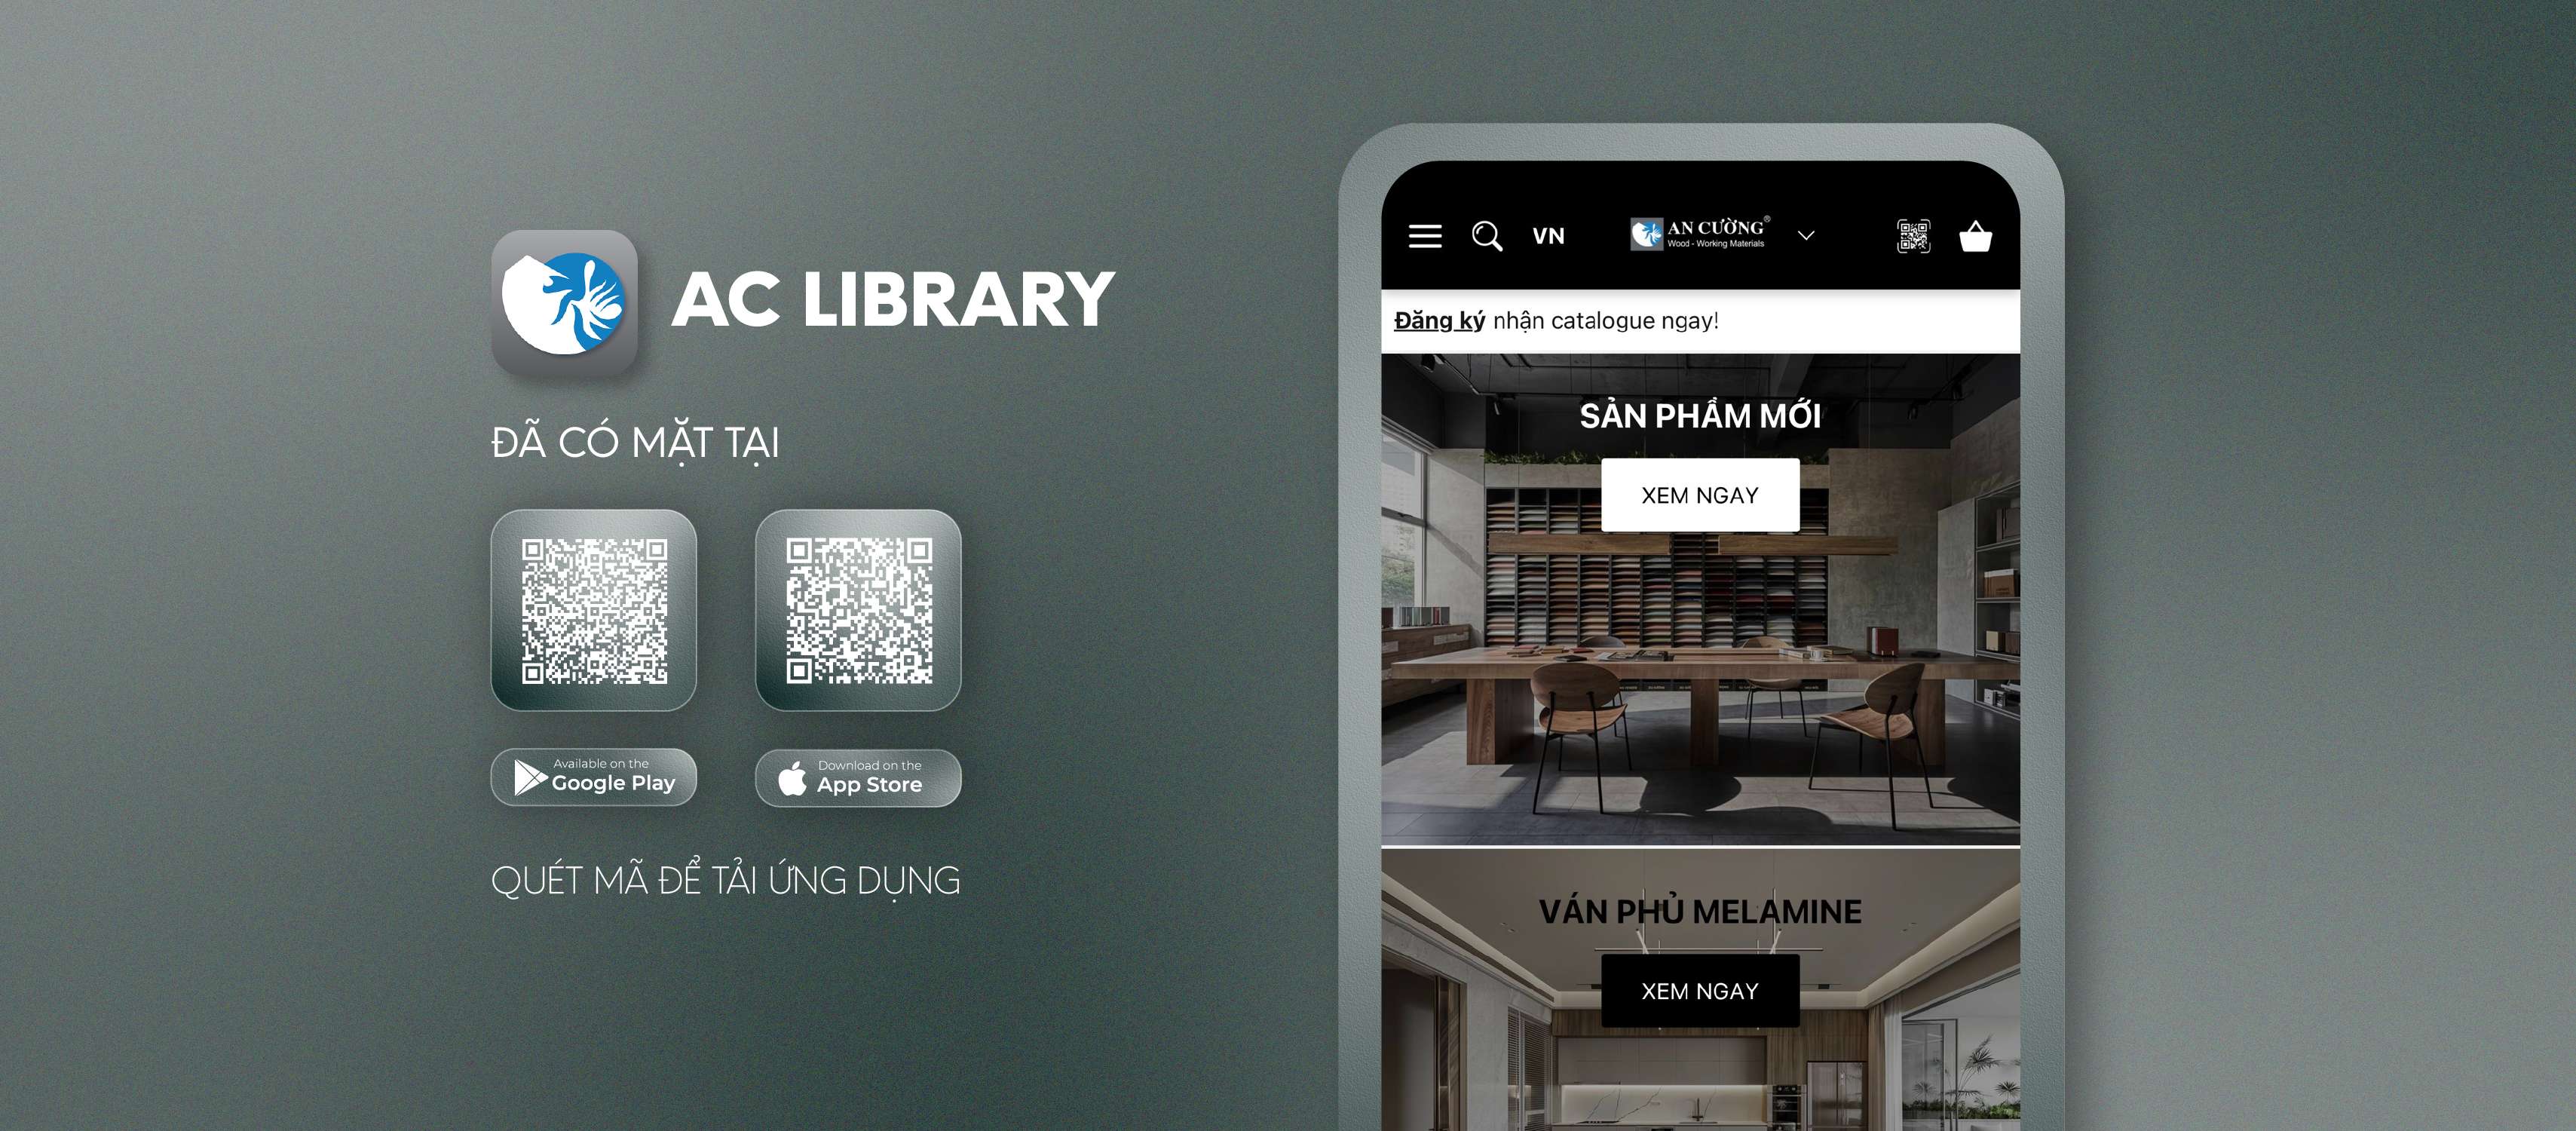 AC LIBRARY
ĐÃ CÓ MẶT TẠI
Available on the
Google Play
Download on the
App Store
QUÉT MÃ ĐỂ TẢI ỨNG DỤNG
VN
AN CƯỜNG®
Wood - Working Materials
Đăng ký nhận catalogue ngay!
SẢN PHẨM MỚI
XEM NGAY
VÁN PHỦ MELAMINE
XEM NGAY